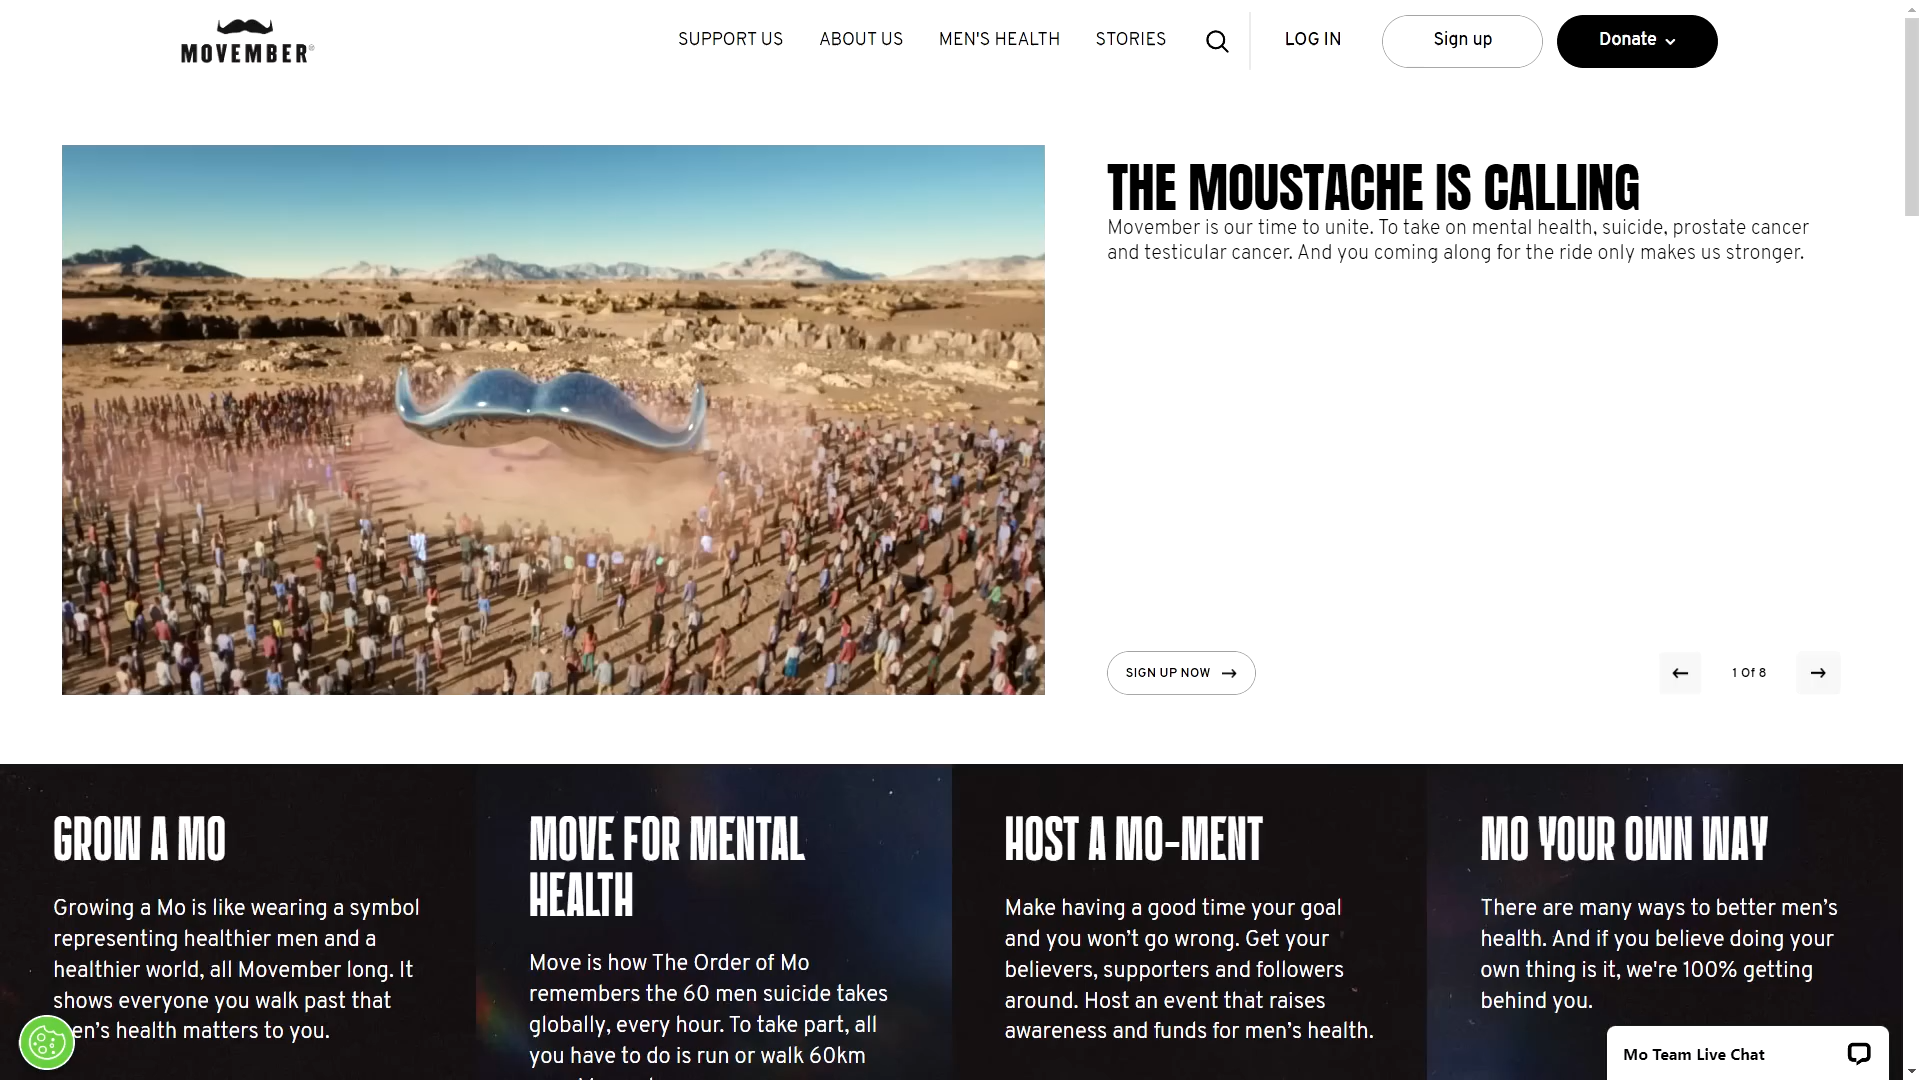 MOVEMBER®
SUPPORT US
ABOUT US
MEN'S HEALTH
STORIES
LOG IN
Sign up
Donate
THE MOUSTACHE IS CALLING
Movember is our time to unite. To take on mental health, suicide, prostate cancer
and testicular cancer. And you coming along for the ride only makes us stronger.
SIGN UP NOW
1 Of 8
GROW A MO
Growing a Mo is like wearing a symbol
representing healthier men and a
healthier world, all Movember long. It
shows everyone you walk past that
en’s health matters to you.
MOVE FOR MENTAL
HEALTH
Move is how The Order of Mo
remembers the 60 men suicide takes
globally, every hour. To take part, all
you have to do is run or walk 60km
HOST A MO-MENT
Make having a good time your goal
and you won’t go wrong. Get your
believers, supporters and followers
around. Host an event that raises
awareness and funds for men’s health.
MO YOUR OWN WAY
There are many ways to better men’s
health. And if you believe doing your
own thing is it, we're 100% getting
behind you.
Mo Team Live Chat